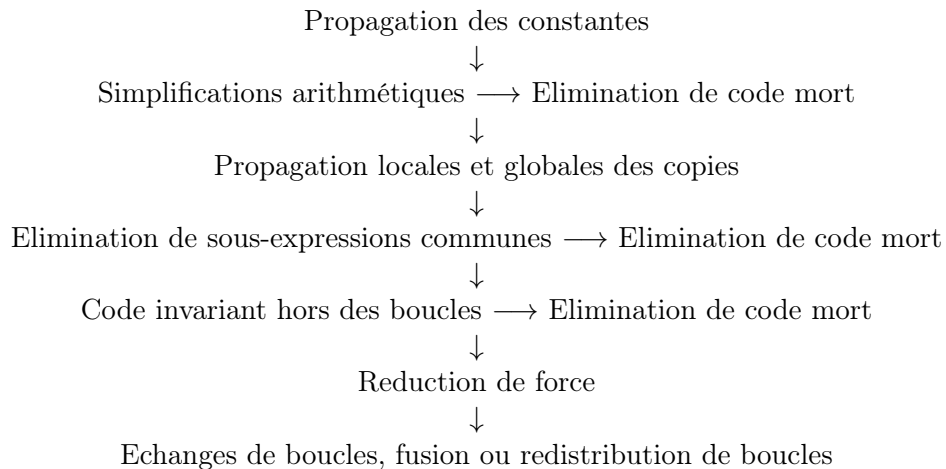 Propagation des constantes
↓
Simplifications arithmétiques ⟶ Elimination de code mort
↓
Propagation locales et globales des copies
↓
Elimination de sous-expressions communes ⟶ Elimination de code mort
↓
Code invariant hors des boucles ⟶ Elimination de code mort
↓
Reduction de force
↓
Echanges de boucles, fusion ou redistribution de boucles